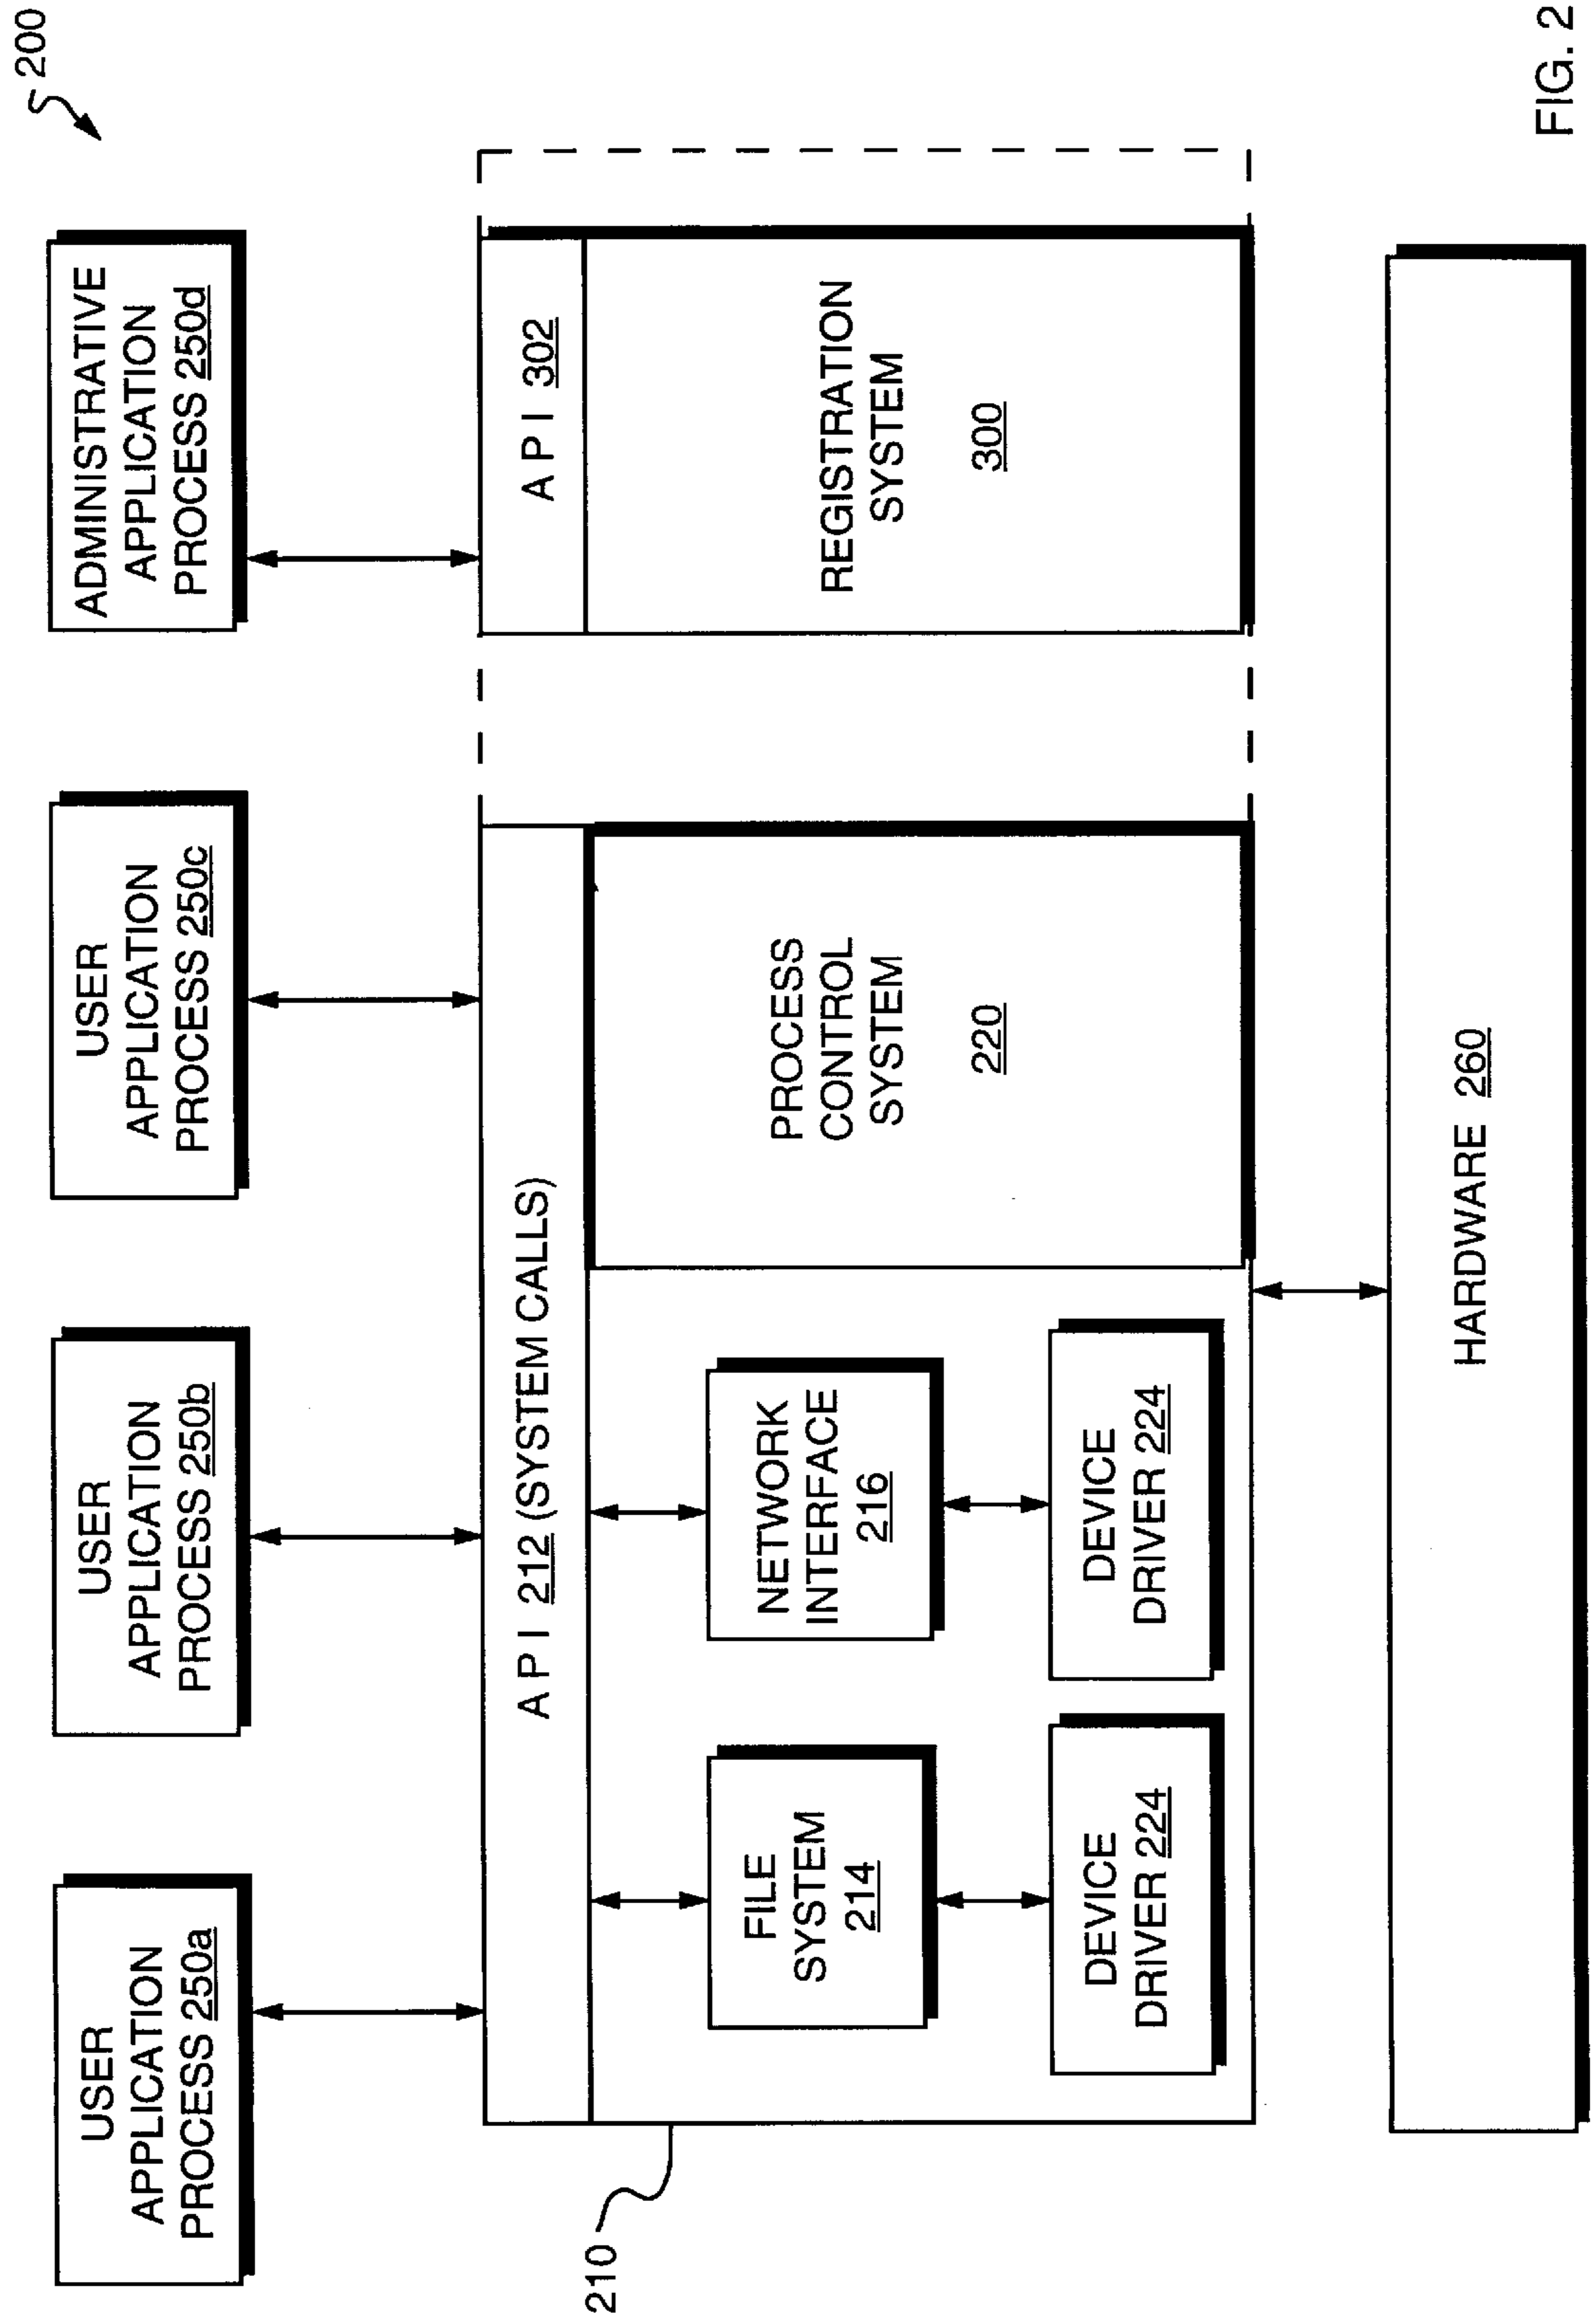 200
USER
APPLICATION
PROCESS 250a
USER
APPLICATION
PROCESS 250b
USER
APPLICATION
PROCESS 250c
ADMINISTRATIVE
APPLICATION
PROCESS 250d
A P I 212 (SYSTEM CALLS)
A P I 302
FILE
SYSTEM
214
NETWORK
INTERFACE
216
PROCESS
CONTROL
SYSTEM
220
REGISTRATION
SYSTEM
300
DEVICE
DRIVER 224
DEVICE
DRIVER 224
210
HARDWARE 260
FIG. 2